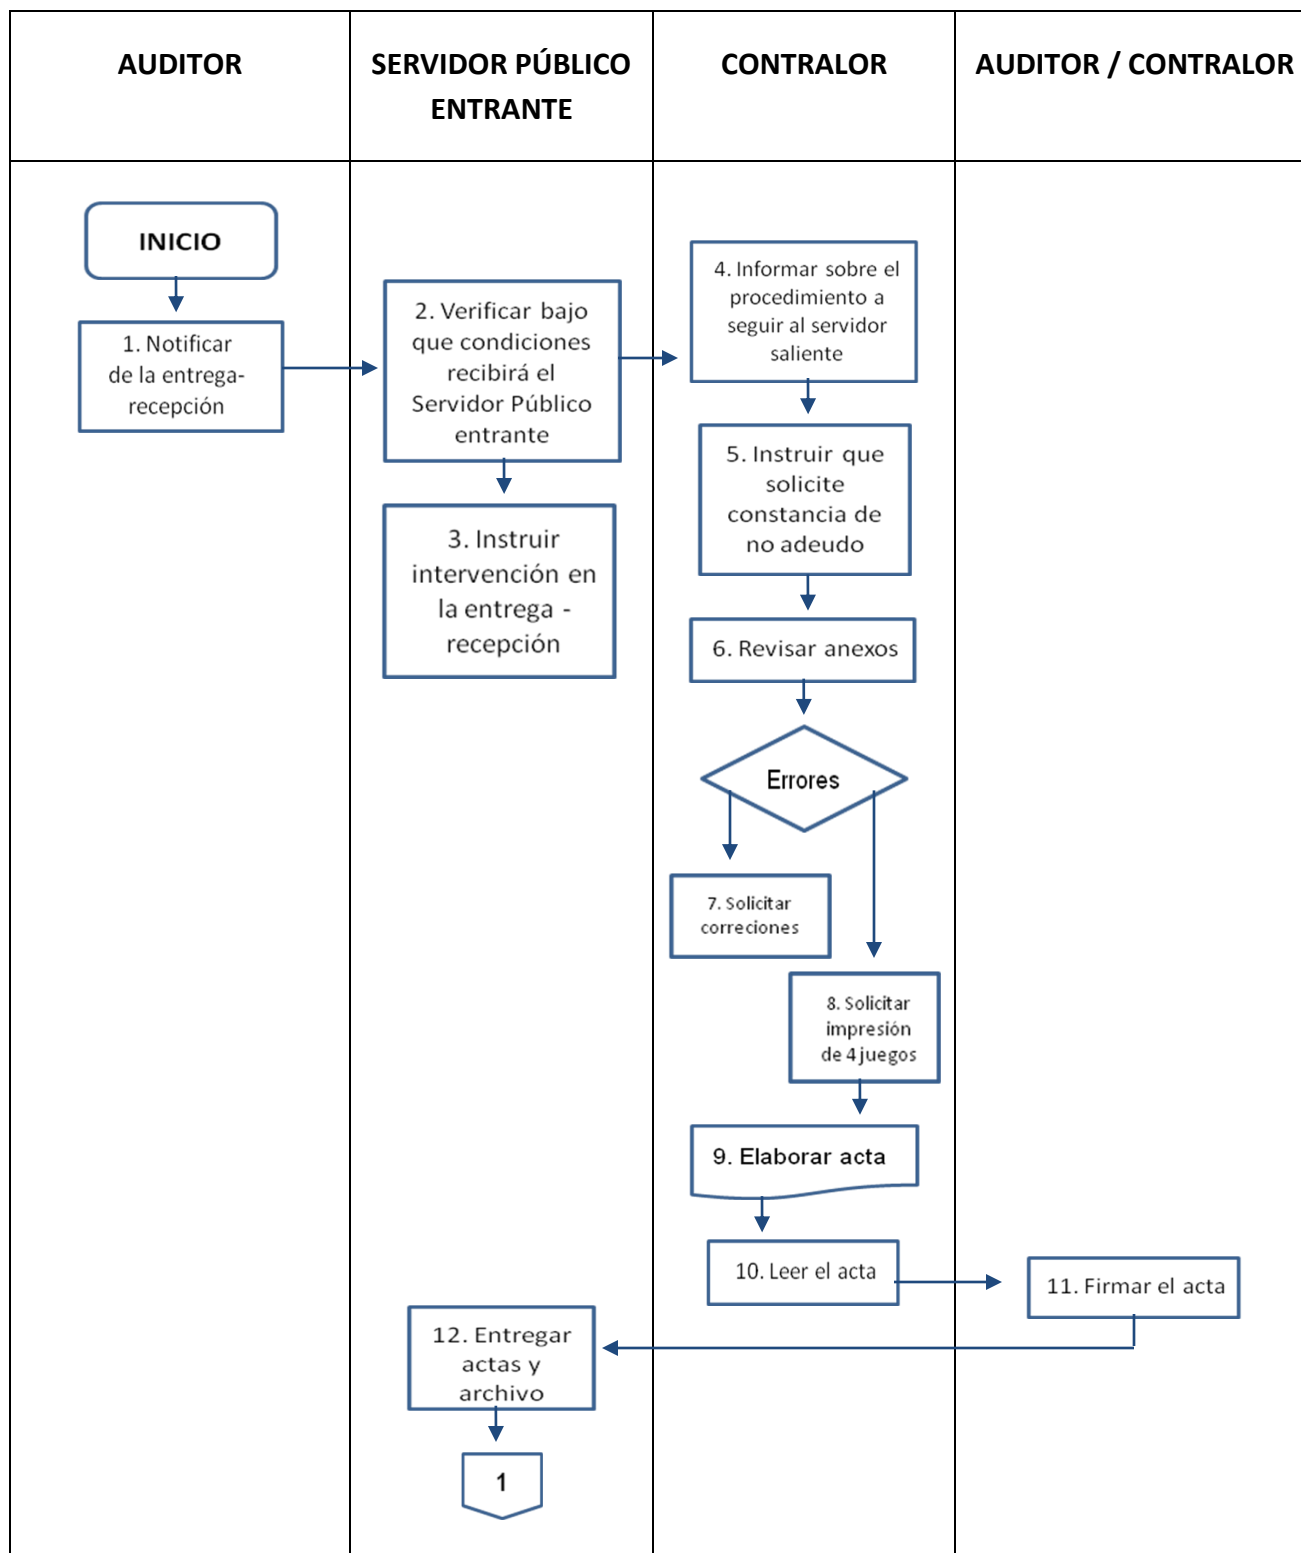 AUDITOR
SERVIDOR PÚBLICO
ENTRANTE
CONTRALOR
AUDITOR / CONTRALOR
INICIO
1. Notificar
de la entrega-
recepción
2. Verificar bajo
que condiciones
recibirá el
Servidor Público
entrante
3. Instruir
intervención en
la entrega -
recepción
4. Informar sobre el
procedimiento a
seguir al servidor
saliente
5. Instruir que
solicite
constancia de
no adeudo
6. Revisar anexos
Errores
7. Solicitar
correciones
8. Solicitar
impresión
de 4 juegos
9. Elaborar acta
10. Leer el acta
11. Firmar el acta
12. Entregar
actas y
archivo
1